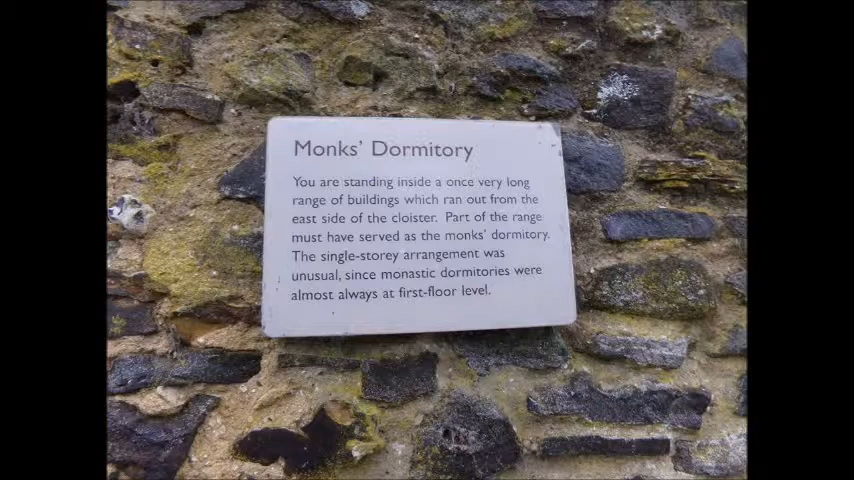 Monks' Dormitory
You are standing inside a once very long
range of buildings which ran out from the
east side of the cloister. Part of the range
must have served as the monks' dormitory.
The single-storey arrangement was
unusual, since monastic dormitories were
almost always at first-floor level.